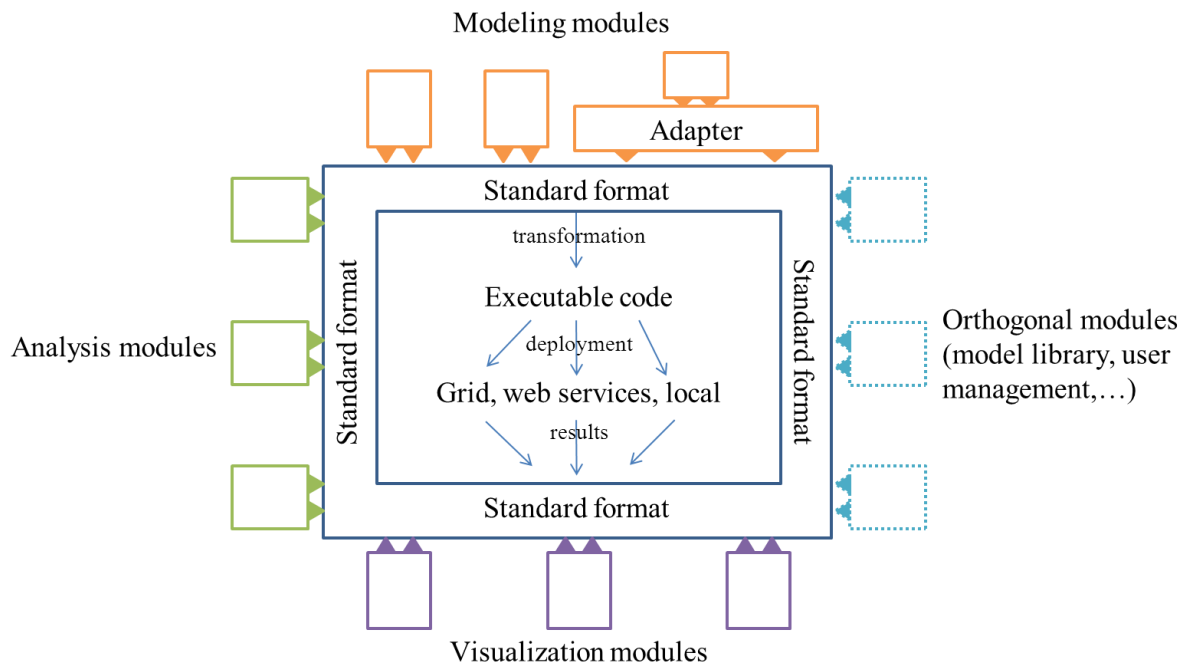 Modeling modules
Adapter
Standard format
transformation
Standard format
Standard format
Executable code
Analysis modules
deployment
Orthogonal modules
(model library, user
management,…)
Grid, web services, local
results
Standard format
Visualization modules